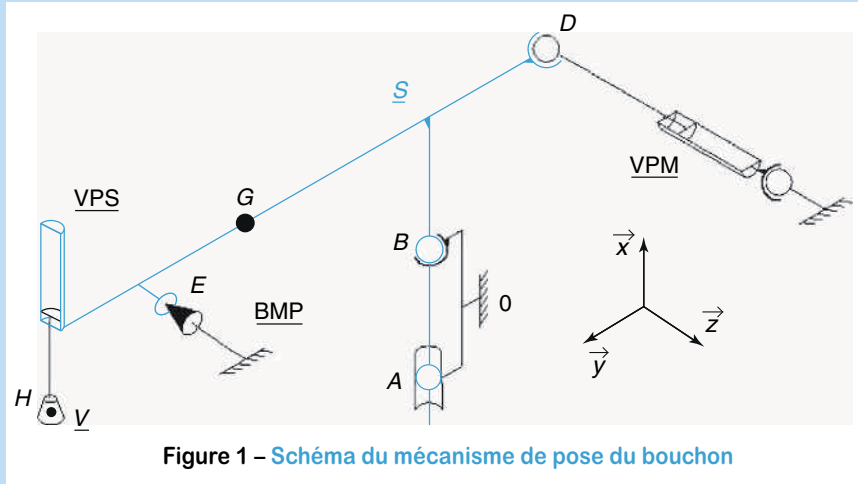 D
S
VPS
VPM
G
B
x
E
0
BMP
z
y
A
H
V
Figure 1 – Schéma du mécanisme de pose du bouchon